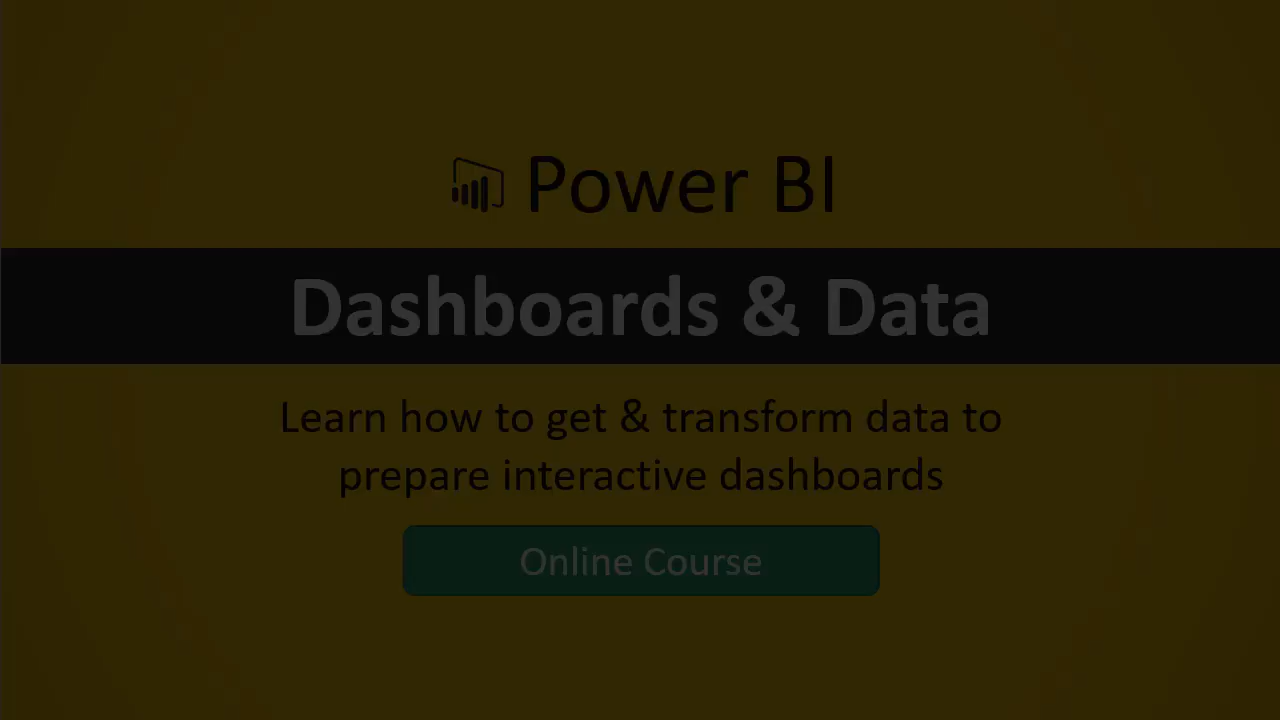 Power BI
Dashboards & Data
Learn how to get & transform data to
prepare interactive dashboards
Online Course